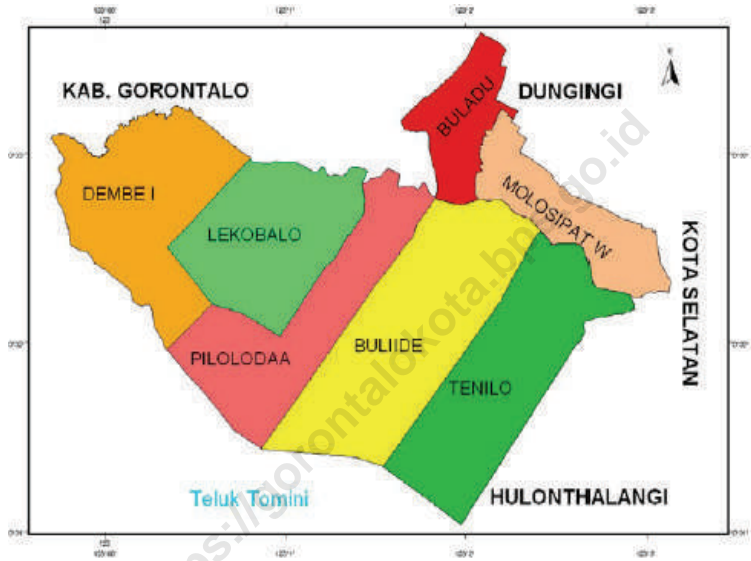 KAB. GORONTALO
DUNGINGI
BULADU
DEMBE I
MOLOSIPAT W
LEKOBALO
KOTA SELATAN
PILOLODAA
BULIIDE
TENILO
Teluk Tomini
HULONTHALANGI
ps://gorontalokota.bps.go.id